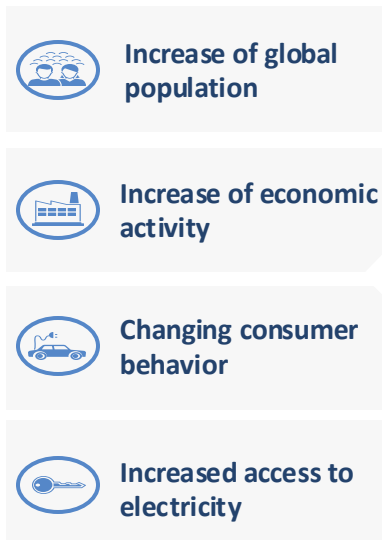 Increase of global
population
Increase of economic
activity
Changing consumer
behavior
Increased access to
electricity